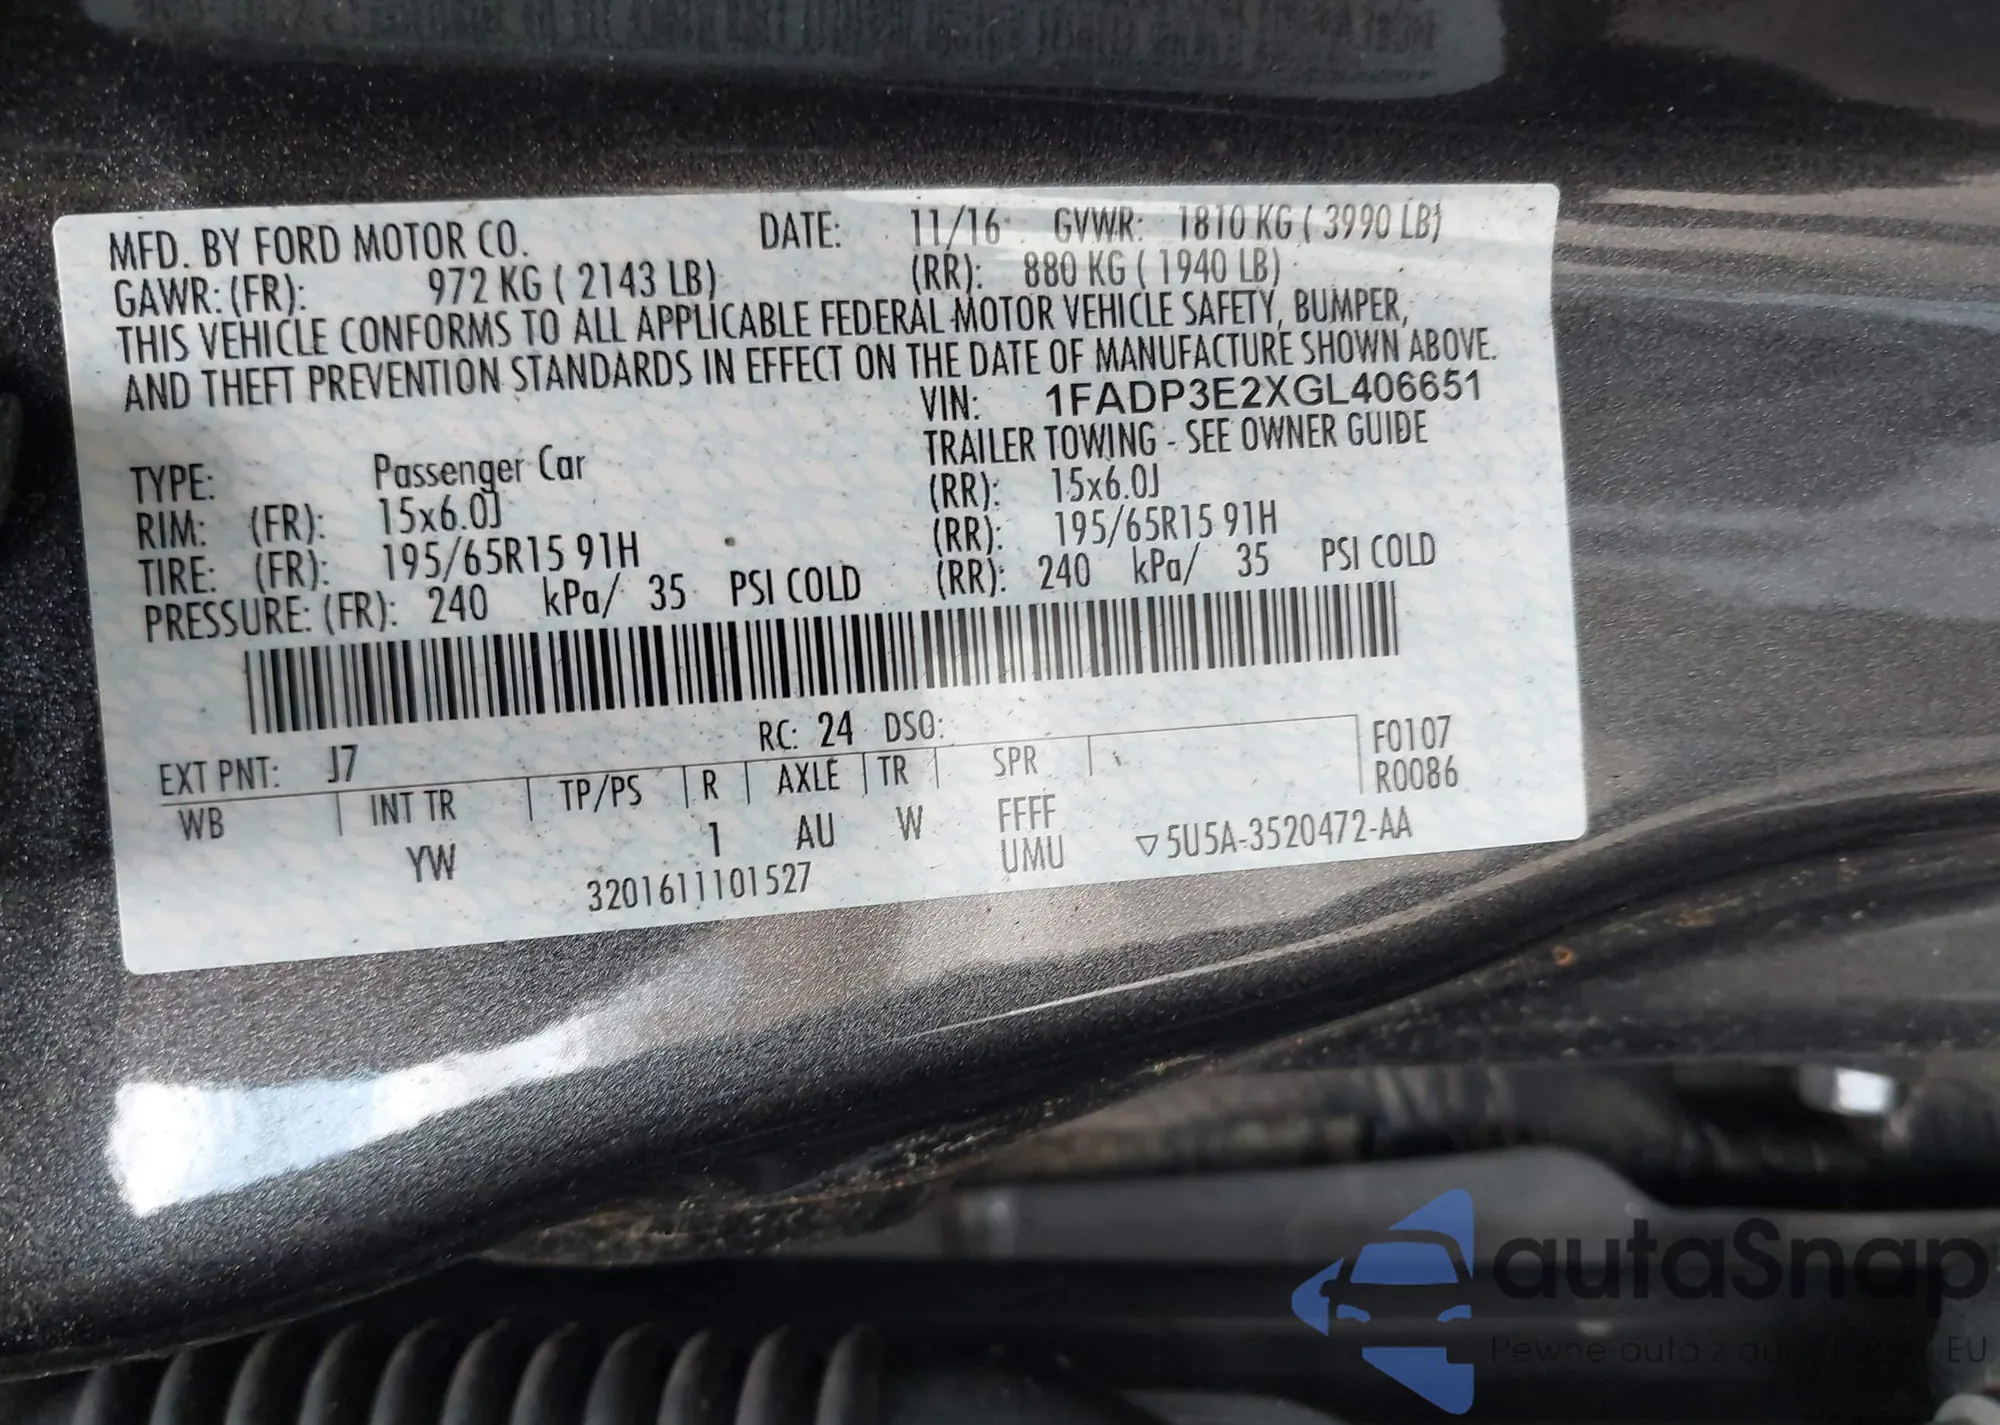 MFD. BY FORD MOTOR CO. DATE: 11/16 GVWR: 1810 KG ( 3990 LB)
GAWR: (FR): 972 KG ( 2143 LB) (RR): 880 KG ( 1940 LB)
THIS VEHICLE CONFORMS TO ALL APPLICABLE FEDERAL MOTOR VEHICLE SAFETY, BUMPER,
AND THEFT PREVENTION STANDARDS IN EFFECT ON THE DATE OF MANUFACTURE SHOWN ABOVE.
VIN: 1FADP3E2XGL406651
TRAILER TOWING - SEE OWNER GUIDE
TYPE: Passenger Car
RIM: (FR): 15x6.0J (RR): 15x6.0J
TIRE: (FR): 195/65R15 91H (RR): 195/65R15 91H
PRESSURE: (FR): 240 kPa/ 35 PSI COLD (RR): 240 kPa/ 35 PSI COLD
EXT PNT: J7 RC: 24 DSO: F0107
WB INT TR TP/PS R AXLE TR SPR R0086
YW 1 AU W FFFF
3201611101527 UMU ▽5U5A-3520472-AA
autaSnap
Pewne auta z EU